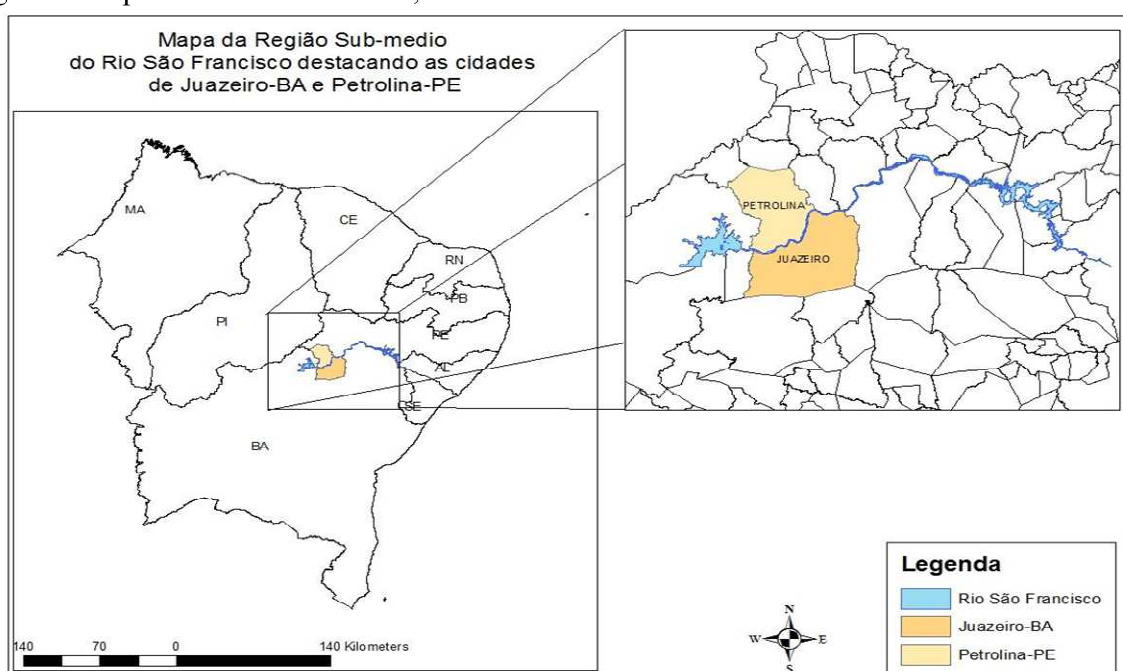 Mapa da Região Sub-medio
do Rio São Francisco destacando as cidades
de Juazeiro-BA e Petrolina-PE
MA
CE
RN
PB
PI
PE
AL
SE
BA
PETROLINA
JUAZEIRO
140 70 0 140 Kilometers
N
W E
S
Legenda
Rio São Francisco
Juazeiro-BA
Petrolina-PE